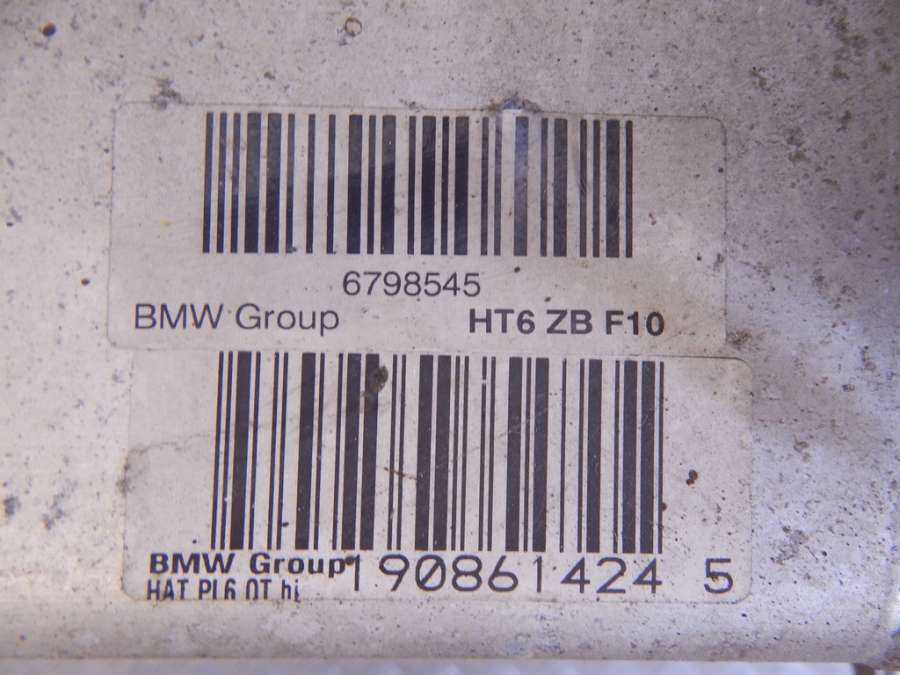 6798545
BMW Group HT6 ZB F10
BMW Group 190861424 5
HAT PL6 OT hi